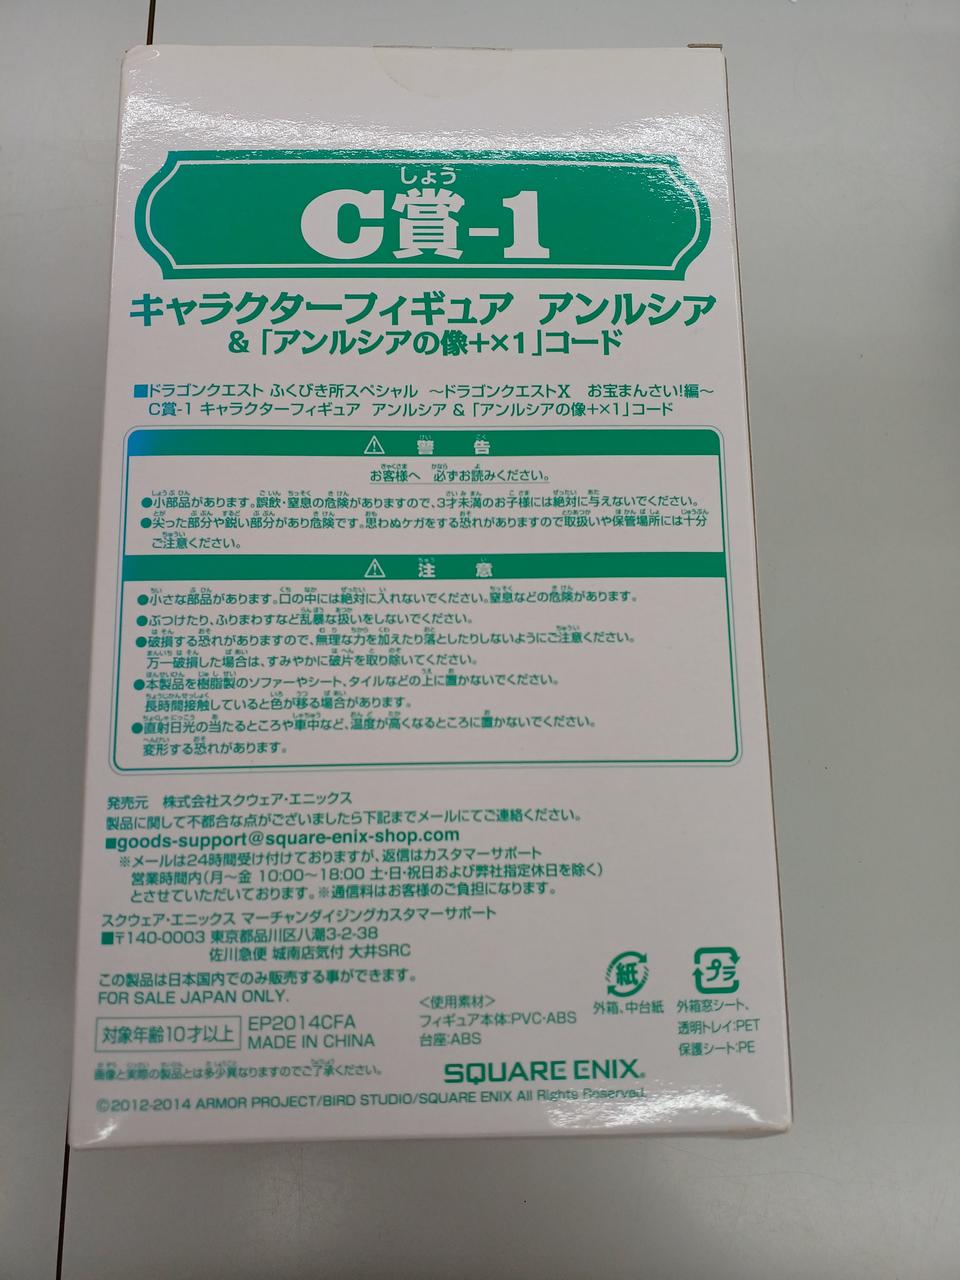 しょう
C賞-1
キャラクターフィギュア アンルシア
&「アンルシアの像+×1」コード
■ドラゴンクエスト ふくびき所スペシャル ～ドラゴンクエストX お宝まんさい!編～
C賞-1 キャラクターフィギュア アンルシア &「アンルシアの像+×1」コード
⚠ 警告
お客様へ 必ずお読みください。
●小部品があります。誤飲・窒息の危険がありますので、3才未満のお子様には絶対に与えないでください。
●尖った部分や鋭い部分があり危険です。思わぬケガをする恐れがありますので取扱いや保管場所には十分
ご注意ください。
⚠ 注意
●小さな部品があります。口の中には絶対に入れないでください。窒息などの危険があります。
●ぶつけたり、ふりまわすなど乱暴な扱いをしないでください。
●破損する恐れがありますので、無理な力を加えたり落としたりしないようにご注意ください。
万一破損した場合は、すみやかに破片を取り除いてください。
●本製品を樹脂製のソファーやシート、タイルなどの上に置かないでください。
長時間接触していると色が移る場合があります。
●直射日光の当たるところや車中など、温度が高くなるところに置かないでください。
変形する恐れがあります。
発売元 株式会社スクウェア・エニックス
製品に関して不都合な点がございましたら下記までメールにてご連絡ください。
■goods-support@square-enix-shop.com
※メールは24時間受け付けておりますが、返信はカスタマーサポート
営業時間内(月～金 10:00～18:00 土・日・祝日および弊社指定休日を除く)
とさせていただいております。※通信料はお客様のご負担になります。
スクウェア・エニックス マーチャンダイジングカスタマーサポート
■〒140-0003 東京都品川区八潮3-2-38
佐川急便 城南店気付 大井SRC
この製品は日本国内でのみ販売する事ができます。
FOR SALE JAPAN ONLY.
対象年齢10才以上
EP2014CFA
MADE IN CHINA
<使用素材>
フィギュア本体:PVC・ABS
台座:ABS
紙
外箱、中台紙
プラ
外箱窓シート、
透明トレイ:PET
保護シート:PE
画像と実際の製品とは多少異なりますのでご了承ください。
SQUARE ENIX.
©2012-2014 ARMOR PROJECT/BIRD STUDIO/SQUARE ENIX All Rights Reserved.